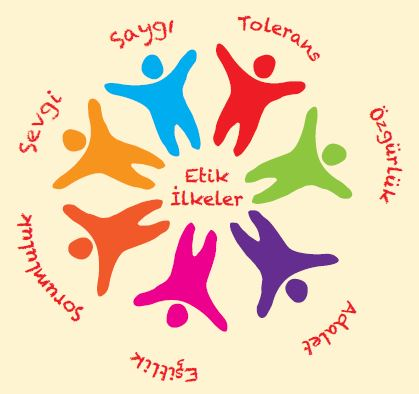 Saygı
Tolerans
Özgürlük
Adalet
Eşitlik
Sorumluluk
Sevgi
Etik
İlkeler